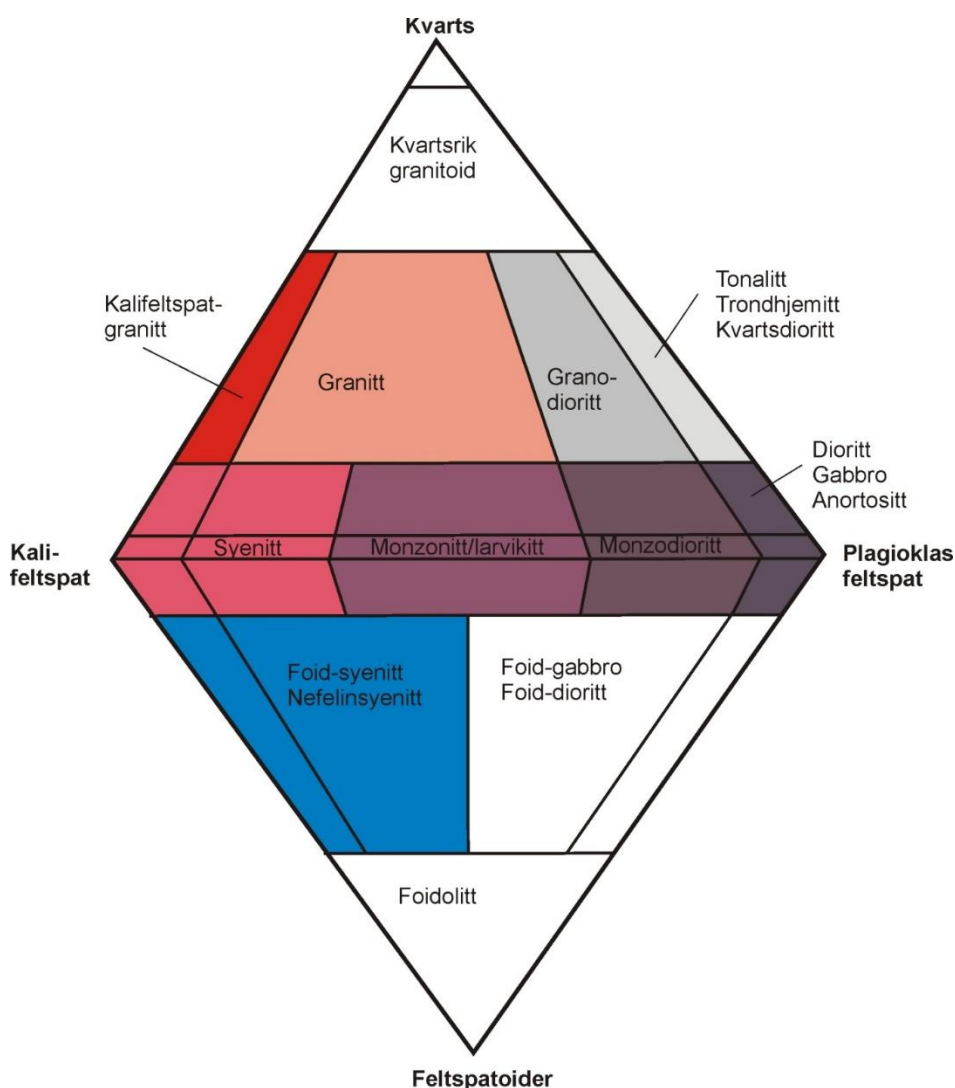 Kvarts
Kvartsrik
granitoid
Tonalitt
Trondhjemitt
Kvartsdioritt
Kalifeltspat-
granitt
Granitt
Grano-
dioritt
Dioritt
Gabbro
Anortositt
Kali-
feltspat
Syenitt
Monzonitt/larvikitt
Monzodioritt
Plagioklas
feltspat
Foid-syenitt
Nefelinsyenitt
Foid-gabbro
Foid-dioritt
Foidolitt
Feltspatoider